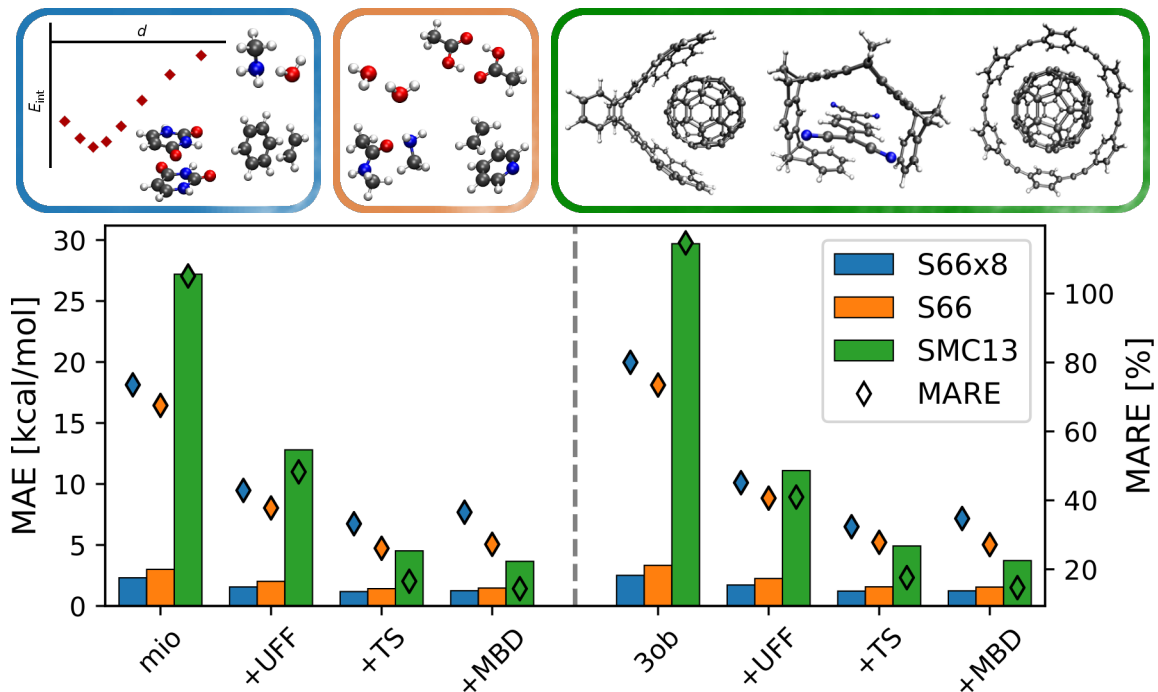 d
E_int
MAE [kcal/mol]
30
25
20
15
10
5
0
MARE [%]
100
80
60
40
20
S66x8
S66
SMC13
MARE
mio
+UFF
+TS
+MBD
3ob
+UFF
+TS
+MBD